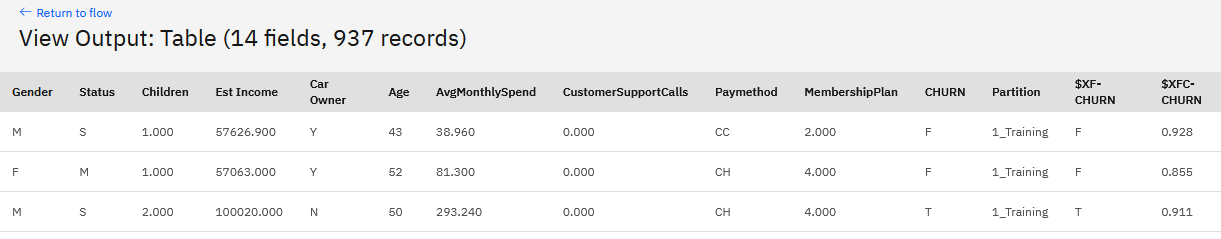 ← Return to flow
View Output: Table (14 fields, 937 records)
Gender Status Children Est Income Car Owner Age AvgMonthlySpend CustomerSupportCalls Paymethod MembershipPlan CHURN Partition $XF-CHURN $XFC-CHURN
M S 1.000 57626.900 Y 43 38.960 0.000 CC 2.000 F 1_Training F 0.928
F M 1.000 57063.000 Y 52 81.300 0.000 CH 4.000 F 1_Training F 0.855
M S 2.000 100020.000 N 50 293.240 0.000 CH 4.000 T 1_Training T 0.911